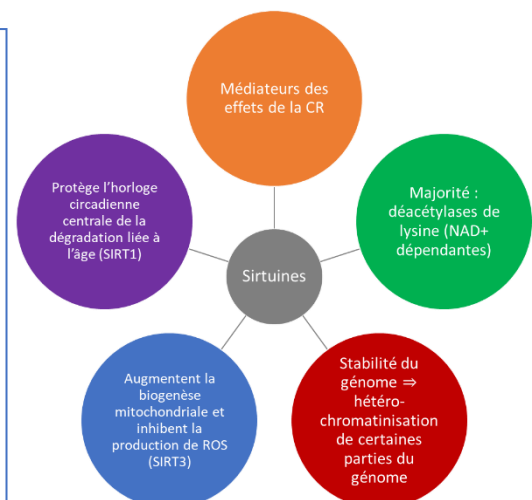 Médiateurs des
effets de la CR
Protège l’horloge
circadienne
centrale de la
dégradation liée à
l’âge (SIRT1)
Majorité :
déacétylases de
lysine (NAD+
dépendantes)
Sirtuines
Augmentent la
biogenèse
mitochondriale et
inhibent la
production de ROS
(SIRT3)
Stabilité du
génome ⇒
hétéro-
chromatinisation
de certaines
parties du
génome